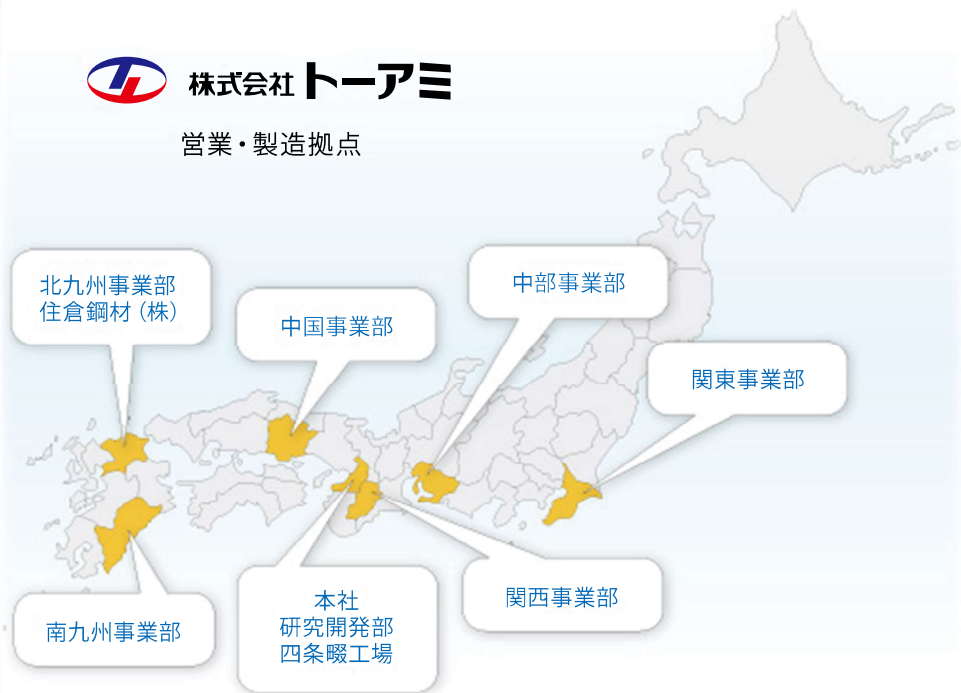 株式会社トーアミ
営業・製造拠点
北九州事業部
住倉鋼材(株)
中国事業部
中部事業部
関東事業部
南九州事業部
本社
研究開発部
四条畷工場
関西事業部